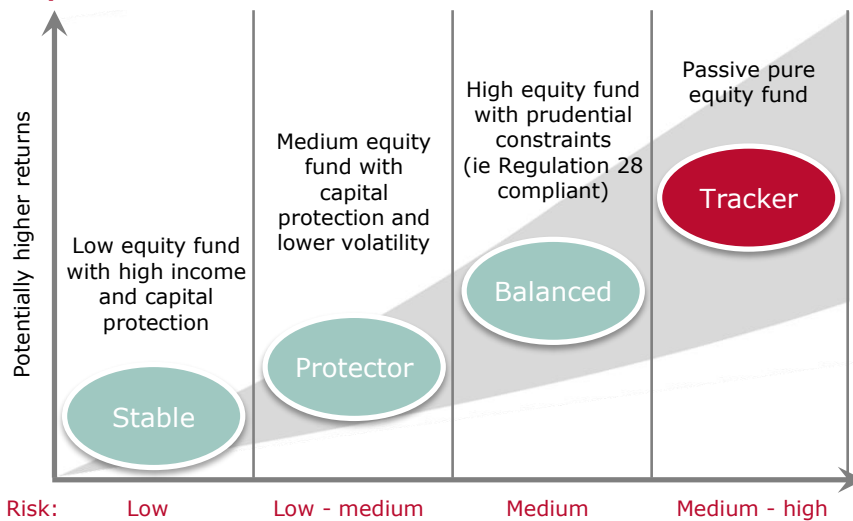 Potentially higher returns
Low equity fund
with high income
and capital
protection
Stable
Medium equity
fund with
capital
protection and
lower volatility
Protector
High equity fund
with prudential
constraints
(ie Regulation 28
compliant)
Balanced
Passive pure
equity fund
Tracker
Risk: Low Low - medium Medium Medium - high